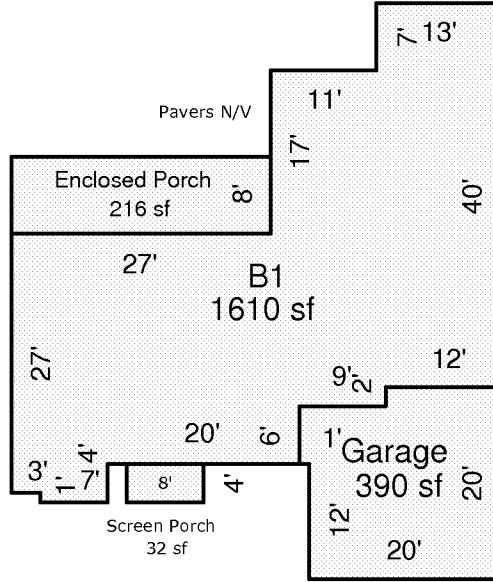 13'
7'
11'
Pavers N/V
17'
Enclosed Porch
216 sf
8'
40'
27'
B1
1610 sf
27'
12'
9'
2'
20'
6'
1'
4'
3'
1'
7'
8'
4'
Garage
390 sf
20'
12'
20'
Screen Porch
32 sf